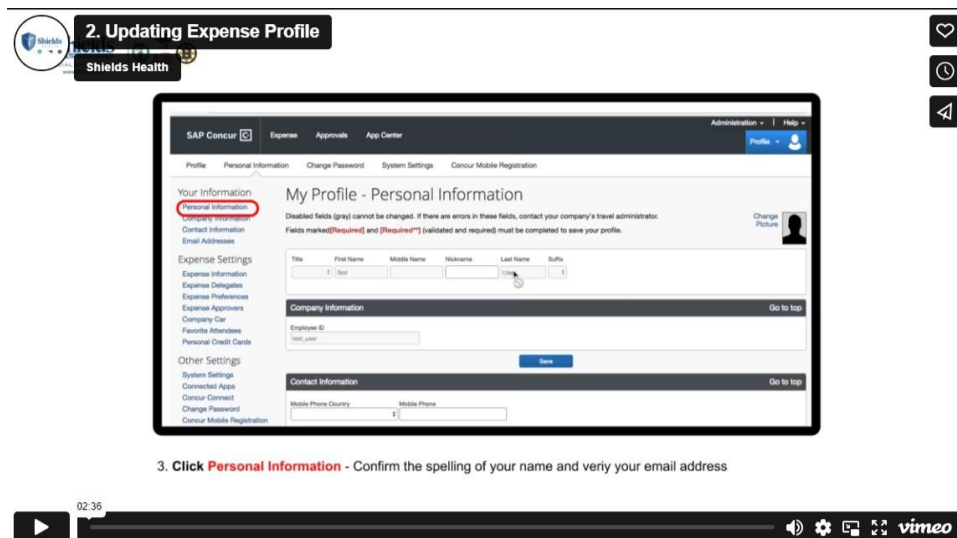 2. Updating Expense Profile
Shields
Shields Health
Administration | Help
SAP Concur C Expense Approvals App Center
Profile
Profile Personal Information Change Password System Settings Concur Mobile Registration
Your Information
Personal Information
Company Information
Contact Information
Email Addresses
Expense Settings
Expense Information
Expense Delegates
Expense Preferences
Expense Approvers
Company Car
Favorite Attendees
Personal Credit Cards
Other Settings
System Settings
Connected Apps
Concur Connect
Change Password
Concur Mobile Registration
My Profile - Personal Information
Disabled fields (gray) cannot be changed. If there are errors in these fields, contact your company's travel administrator.
Fields marked[Required] and [Required**] (validated and required) must be completed to save your profile.
Change
Picture
Title First Name Middle Name Nickname Last Name Suffix
Test User
Company Information Go to top
Employee ID
test_user
Save
Contact Information Go to top
Mobile Phone Country Mobile Phone
3. Click Personal Information - Confirm the spelling of your name and veriy your email address
02:36
vimeo